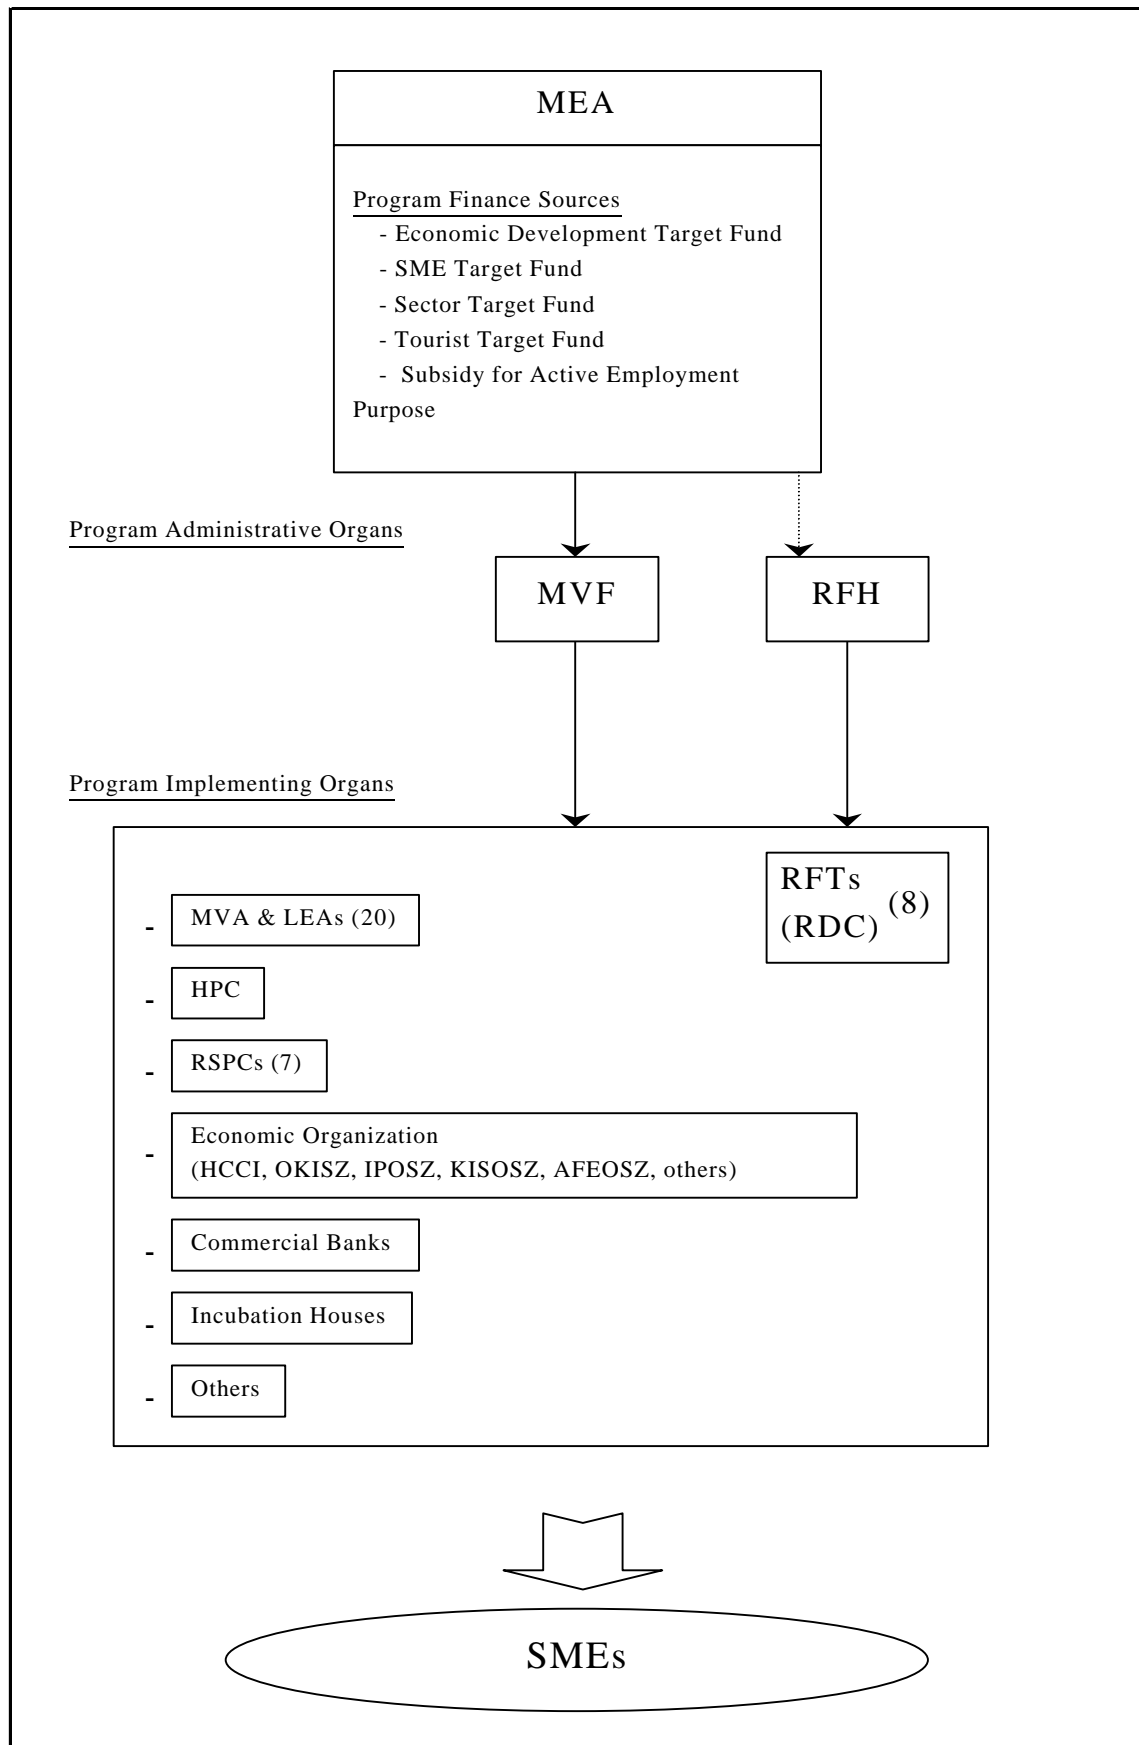 MEA
Program Finance Sources
- Economic Development Target Fund
- SME Target Fund
- Sector Target Fund
- Tourist Target Fund
- Subsidy for Active Employment
Purpose
Program Administrative Organs
MVF
RFH
Program Implementing Organs
RFTs
(RDC)
(8)
- MVA & LEAs (20)
- HPC
- RSPCs (7)
- Economic Organization
(HCCI, OKISZ, IPOSZ, KISOSZ, AFEOSZ, others)
- Commercial Banks
- Incubation Houses
- Others
SMEs